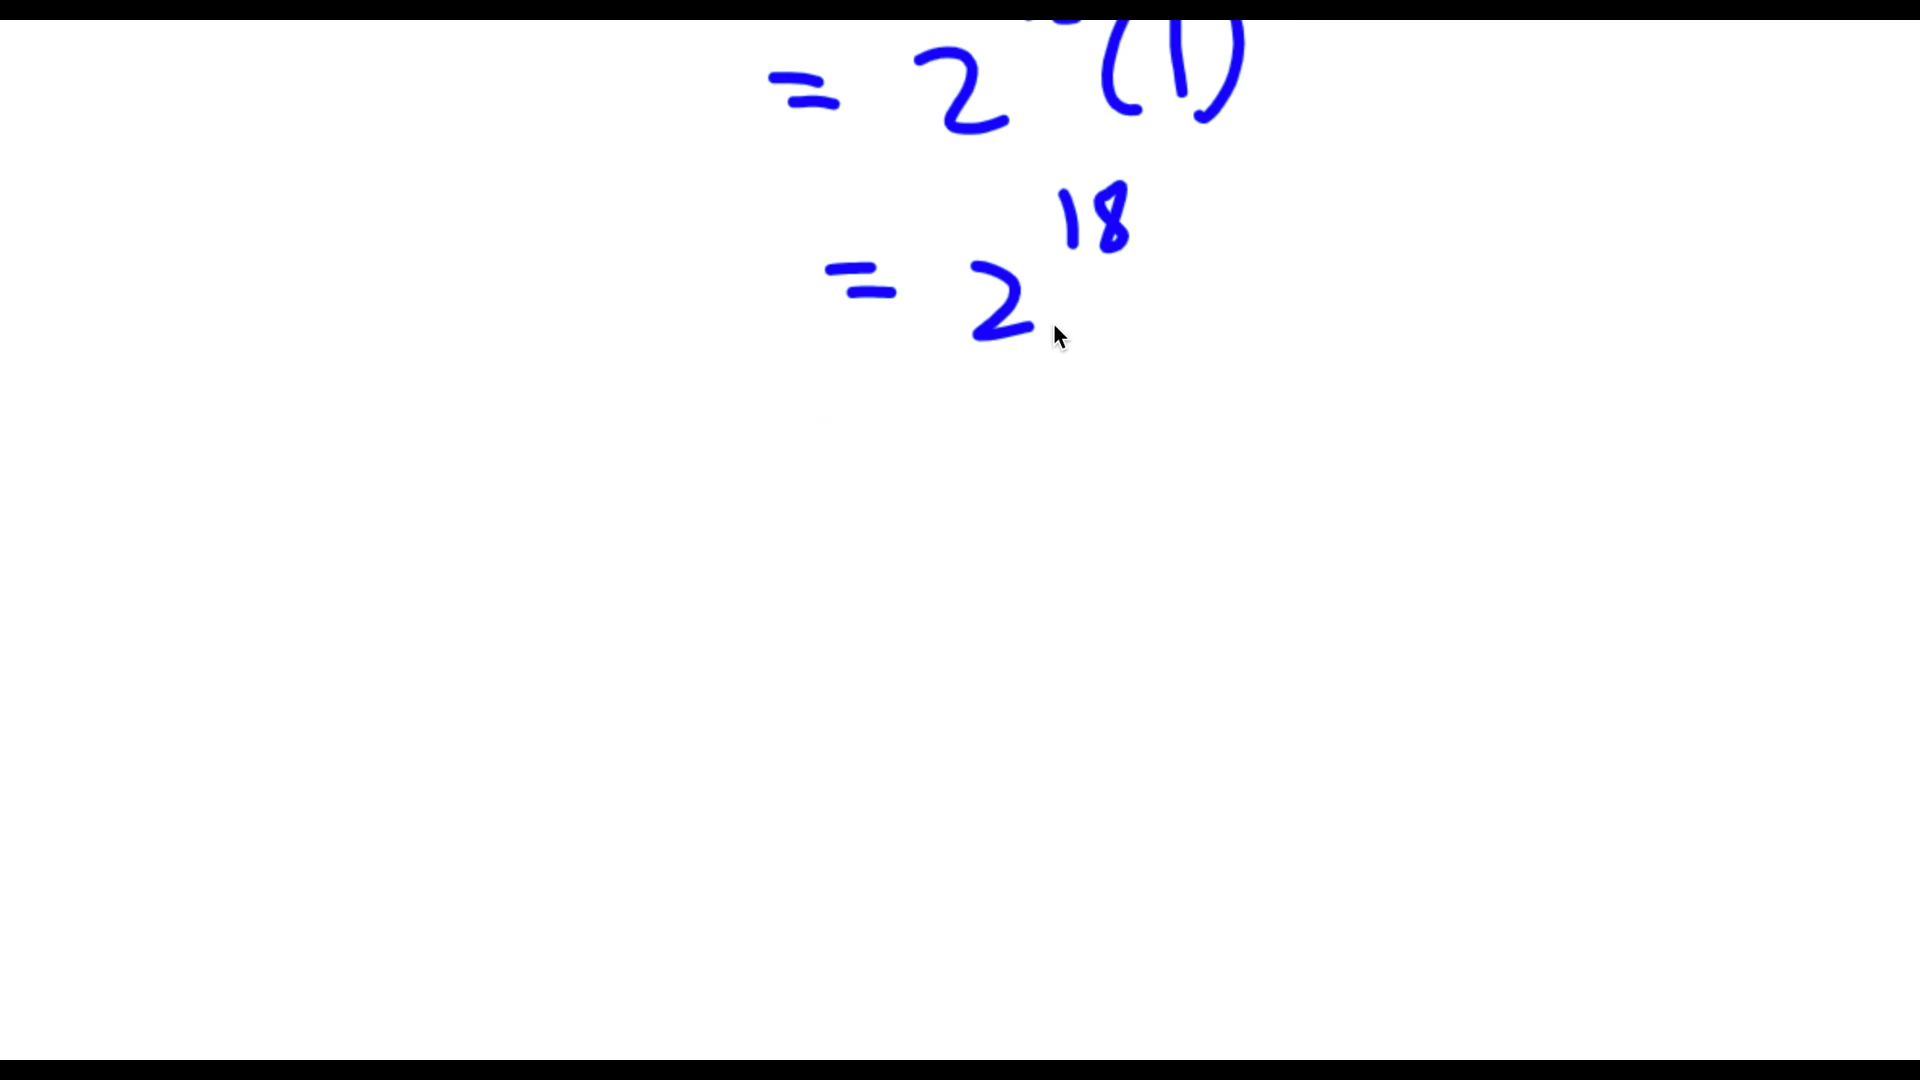 = 2 (1)
= 2^18